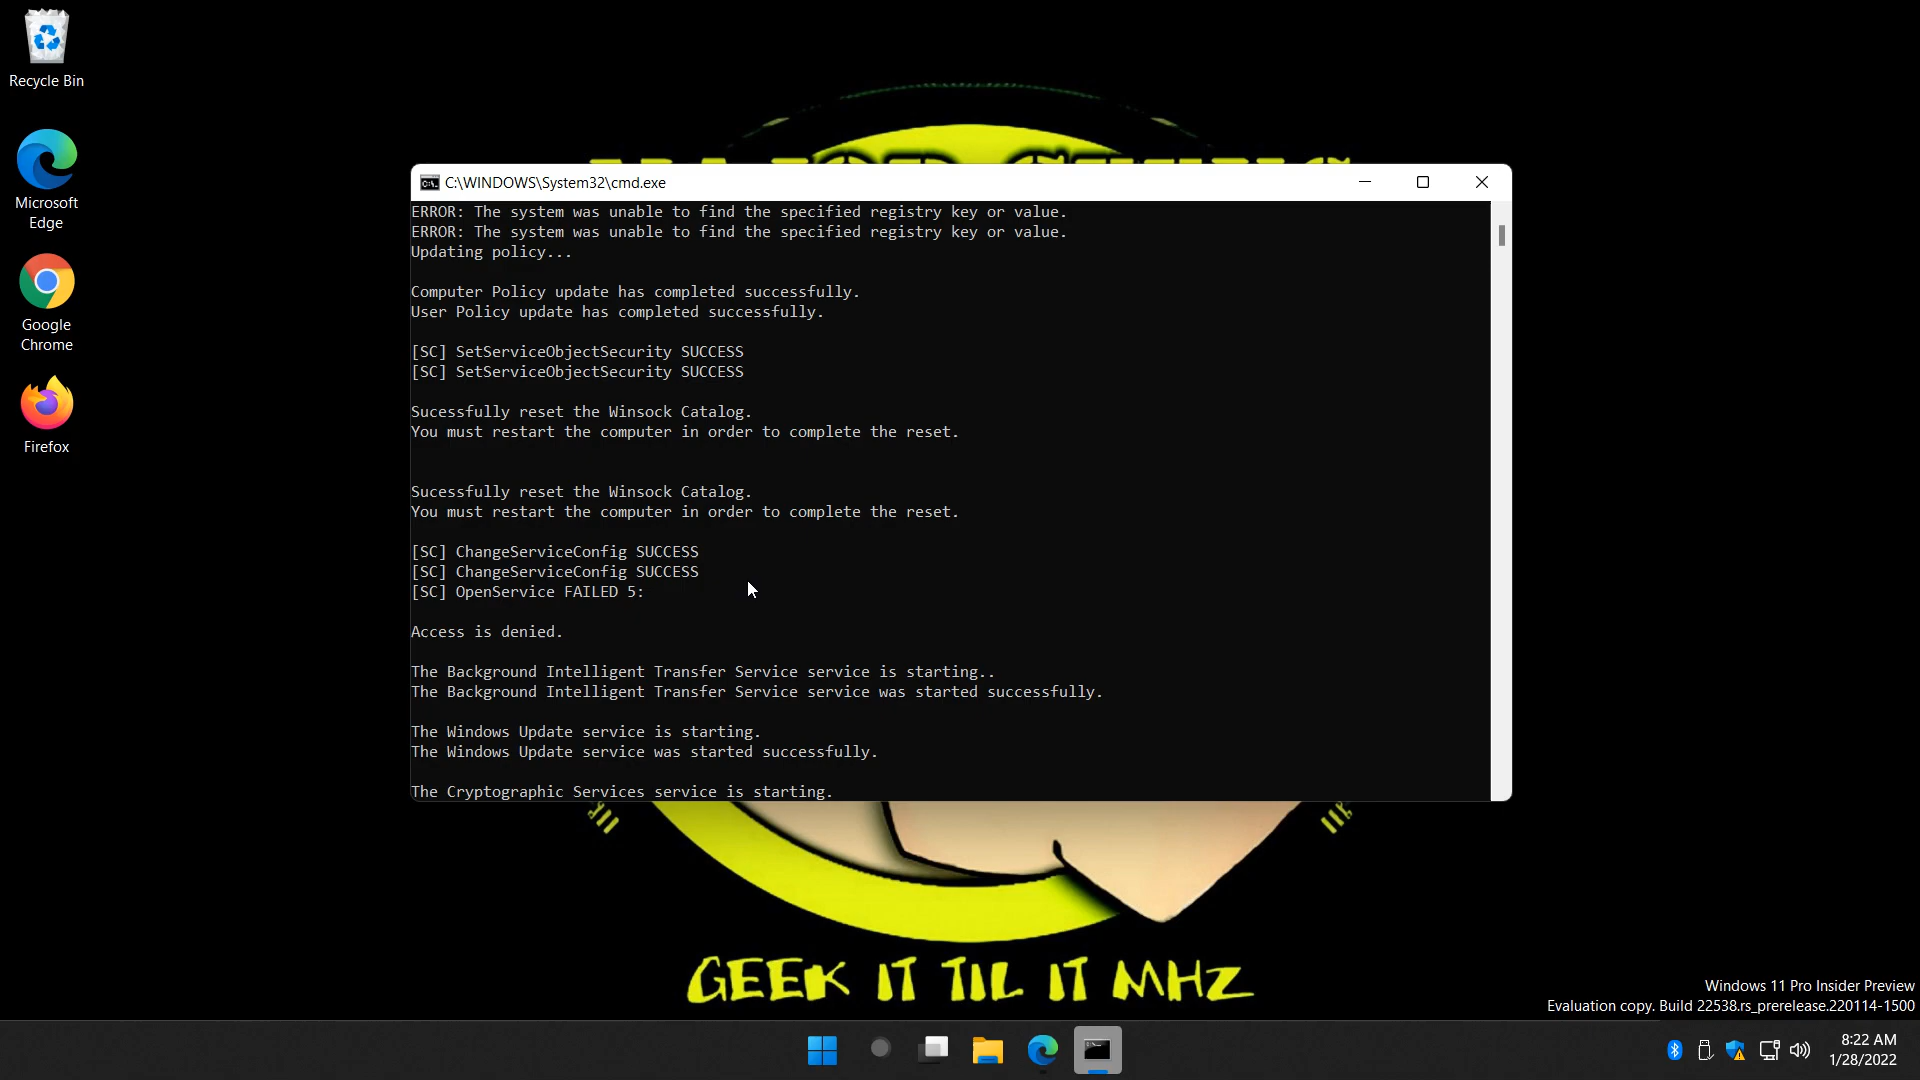 Recycle Bin
Microsoft
Edge
Google
Chrome
Firefox
C:\WINDOWS\System32\cmd.exe
ERROR: The system was unable to find the specified registry key or value.
ERROR: The system was unable to find the specified registry key or value.
Updating policy...
Computer Policy update has completed successfully.
User Policy update has completed successfully.
[SC] SetServiceObjectSecurity SUCCESS
[SC] SetServiceObjectSecurity SUCCESS
Sucessfully reset the Winsock Catalog.
You must restart the computer in order to complete the reset.
Sucessfully reset the Winsock Catalog.
You must restart the computer in order to complete the reset.
[SC] ChangeServiceConfig SUCCESS
[SC] ChangeServiceConfig SUCCESS
[SC] OpenService FAILED 5:
Access is denied.
The Background Intelligent Transfer Service service is starting..
The Background Intelligent Transfer Service service was started successfully.
The Windows Update service is starting.
The Windows Update service was started successfully.
The Cryptographic Services service is starting.
GEEK IT TIL IT MHZ
Windows 11 Pro Insider Preview
Evaluation copy. Build 22538.rs_prerelease.220114-1500
8:22 AM
1/28/2022